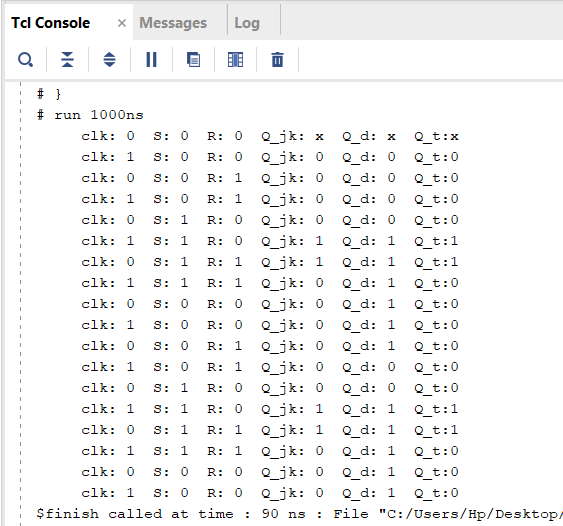 Tcl Console × Messages Log
# }
# run 1000ns
clk: 0 S: 0 R: 0 Q_jk: x Q_d: x Q_t:x
clk: 1 S: 0 R: 0 Q_jk: 0 Q_d: 0 Q_t:0
clk: 0 S: 0 R: 1 Q_jk: 0 Q_d: 0 Q_t:0
clk: 1 S: 0 R: 1 Q_jk: 0 Q_d: 0 Q_t:0
clk: 0 S: 1 R: 0 Q_jk: 0 Q_d: 0 Q_t:0
clk: 1 S: 1 R: 0 Q_jk: 1 Q_d: 1 Q_t:1
clk: 0 S: 1 R: 1 Q_jk: 1 Q_d: 1 Q_t:1
clk: 1 S: 1 R: 1 Q_jk: 0 Q_d: 1 Q_t:0
clk: 0 S: 0 R: 0 Q_jk: 0 Q_d: 1 Q_t:0
clk: 1 S: 0 R: 0 Q_jk: 0 Q_d: 1 Q_t:0
clk: 0 S: 0 R: 1 Q_jk: 0 Q_d: 1 Q_t:0
clk: 1 S: 0 R: 1 Q_jk: 0 Q_d: 0 Q_t:0
clk: 0 S: 1 R: 0 Q_jk: 0 Q_d: 0 Q_t:0
clk: 1 S: 1 R: 0 Q_jk: 1 Q_d: 1 Q_t:1
clk: 0 S: 1 R: 1 Q_jk: 1 Q_d: 1 Q_t:1
clk: 1 S: 1 R: 1 Q_jk: 0 Q_d: 1 Q_t:0
clk: 0 S: 0 R: 0 Q_jk: 0 Q_d: 1 Q_t:0
clk: 1 S: 0 R: 0 Q_jk: 0 Q_d: 1 Q_t:0
$finish called at time : 90 ns : File "C:/Users/Hp/Desktop/